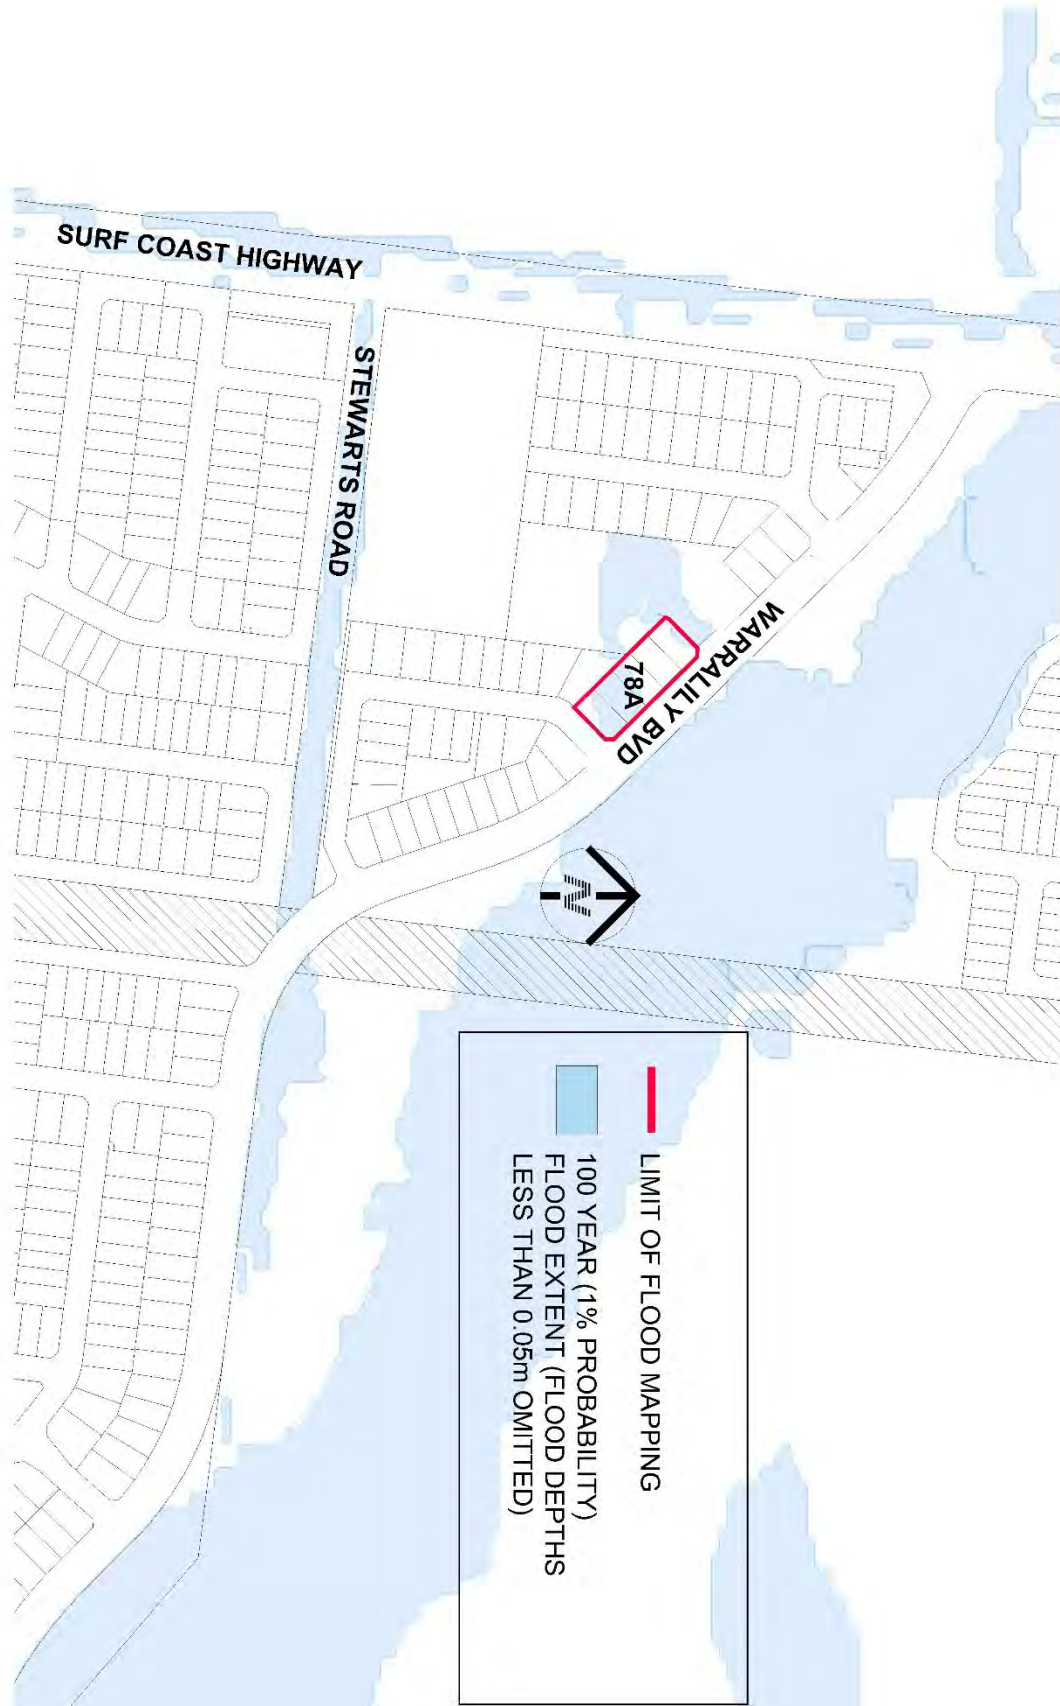 SURF COAST HIGHWAY
STEWARTS ROAD
WARRALILY BVD
78A
N
LIMIT OF FLOOD MAPPING
100 YEAR (1% PROBABILITY)
FLOOD EXTENT (FLOOD DEPTHS
LESS THAN 0.05m OMITTED)